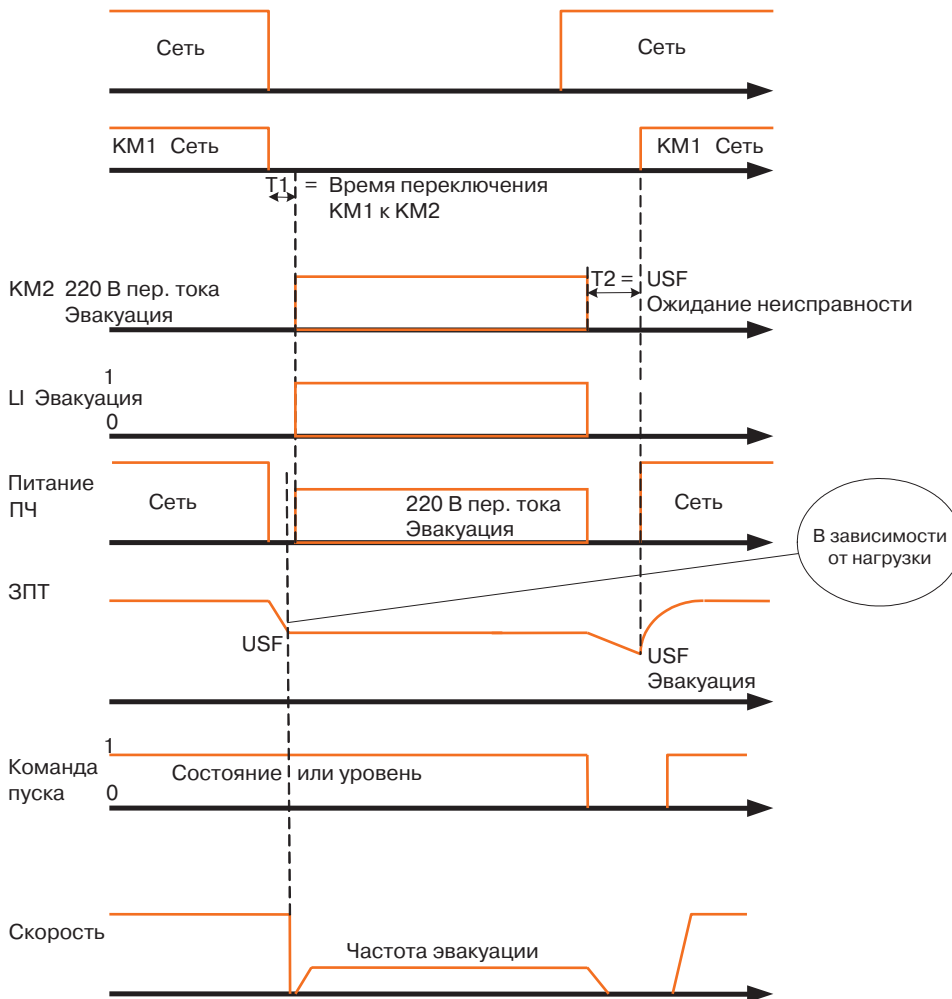 Сеть
Сеть
KM1 Сеть
KM1 Сеть
T1 = Время переключения
KM1 к KM2
KM2 220 В пер. тока
Эвакуация
T2 = USF
Ожидание неисправности
1
LI Эвакуация
0
Питание
ПЧ
Сеть
220 В пер. тока
Эвакуация
Сеть
В зависимости
от нагрузки
ЗПТ
USF
USF
Эвакуация
1
Команда
пуска
0
Состояние или уровень
Скорость
Частота эвакуации